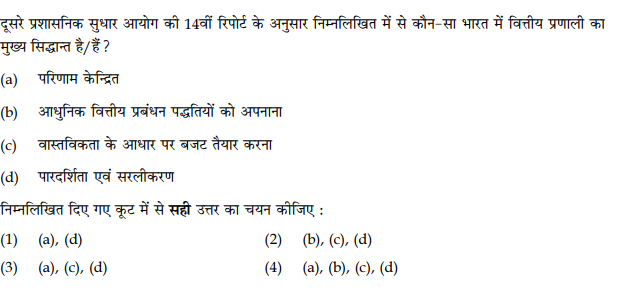 दूसरे प्रशासनिक सुधार आयोग की 14वीं रिपोर्ट के अनुसार निम्नलिखित में से कौन-सा भारत में वित्तीय प्रणाली का
मुख्य सिद्धान्त है/हैं ?
(a) परिणाम केन्द्रित
(b) आधुनिक वित्तीय प्रबंधन पद्धतियों को अपनाना
(c) वास्तविकता के आधार पर बजट तैयार करना
(d) पारदर्शिता एवं सरलीकरण
निम्नलिखित दिए गए कूट में से सही उत्तर का चयन कीजिए :
(1) (a), (d) (2) (b), (c), (d)
(3) (a), (c), (d) (4) (a), (b), (c), (d)